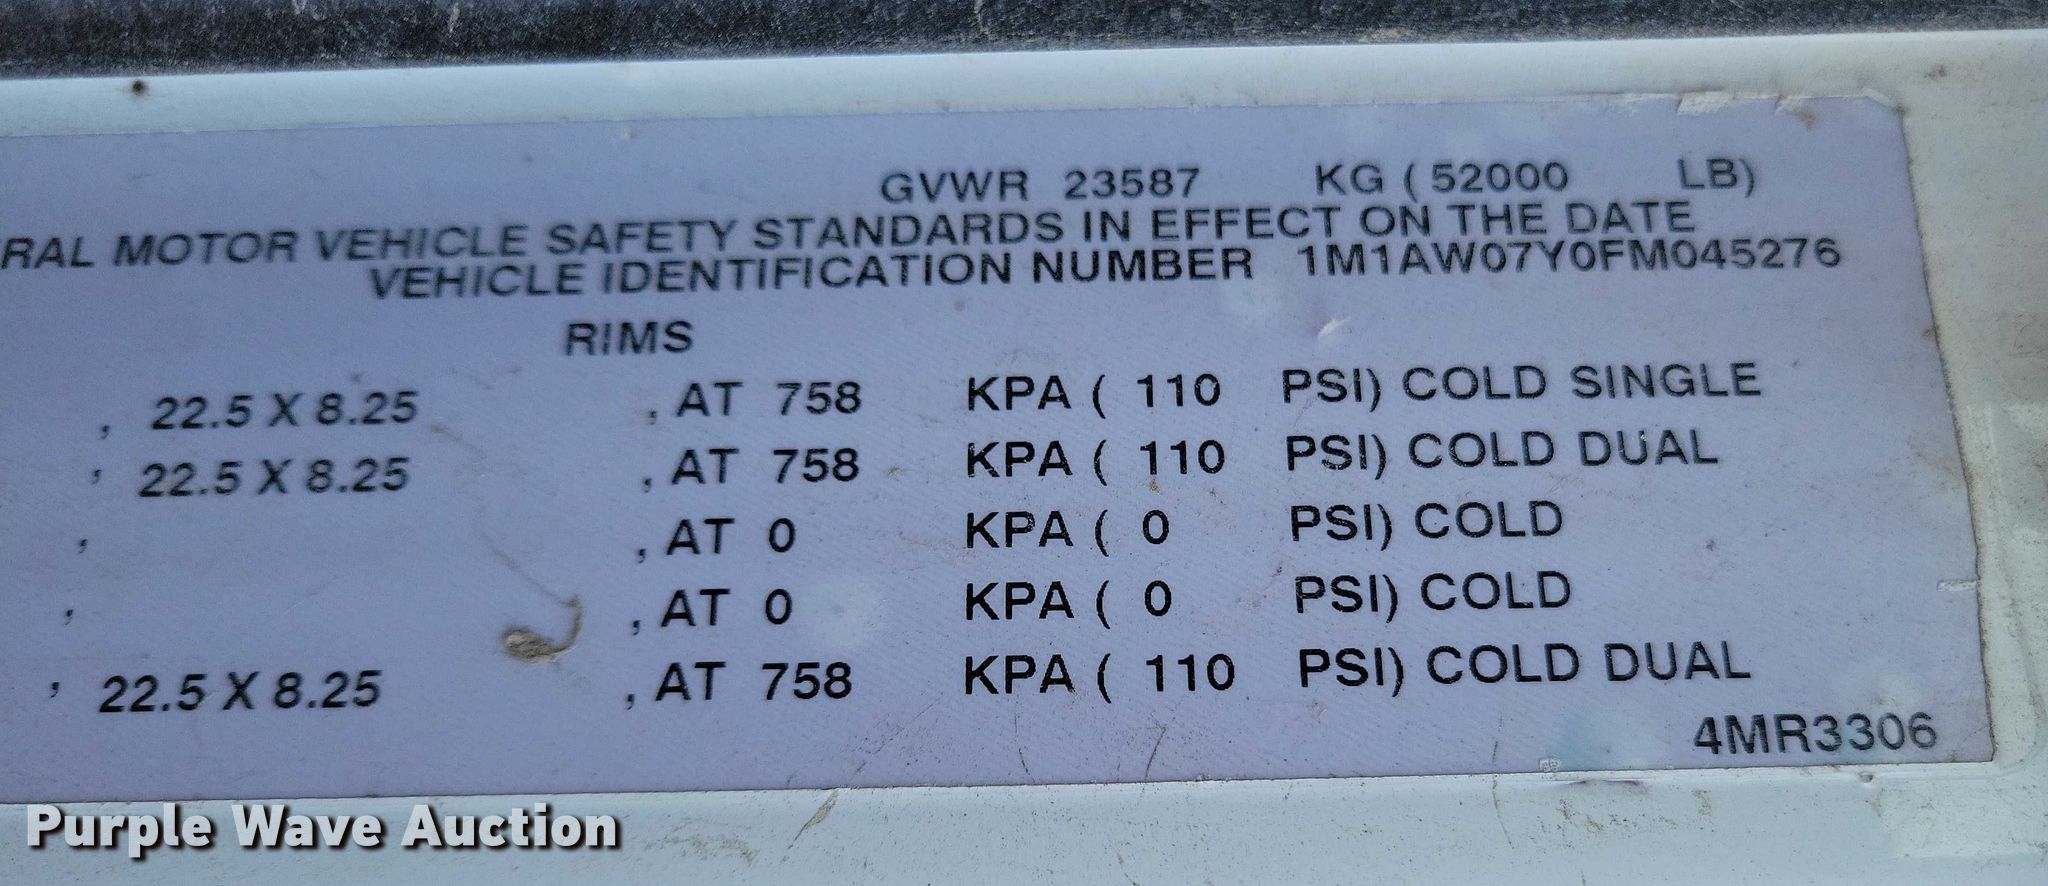 GVWR 23587 KG ( 52000 LB)
RAL MOTOR VEHICLE SAFETY STANDARDS IN EFFECT ON THE DATE
VEHICLE IDENTIFICATION NUMBER 1M1AW07Y0FM045276
RIMS
, 22.5 X 8.25 , AT 758 KPA ( 110 PSI) COLD SINGLE
, 22.5 X 8.25 , AT 758 KPA ( 110 PSI) COLD DUAL
, , AT 0 KPA ( 0 PSI) COLD
, , AT 0 KPA ( 0 PSI) COLD
, 22.5 X 8.25 , AT 758 KPA ( 110 PSI) COLD DUAL
4MR3306
Purple Wave Auction